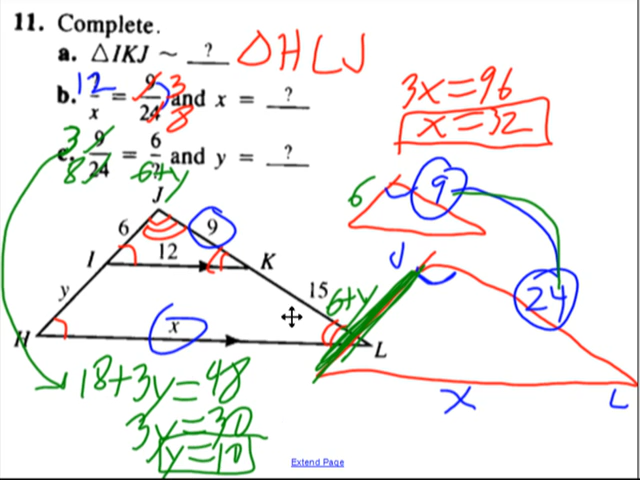 11. Complete.
a. △IKJ ~ ? △HLJ
b. 12/x = 9/24 3/8 and x = ?
c. 3/8 9/24 = 6/? 6+y and y = ?
3x=96
x=32
J
6
9
6
9
12
I
K
J
24
y
15
6+y
H
x
L
18+3y=48
x
L
3y=30
y=10
Extend Page